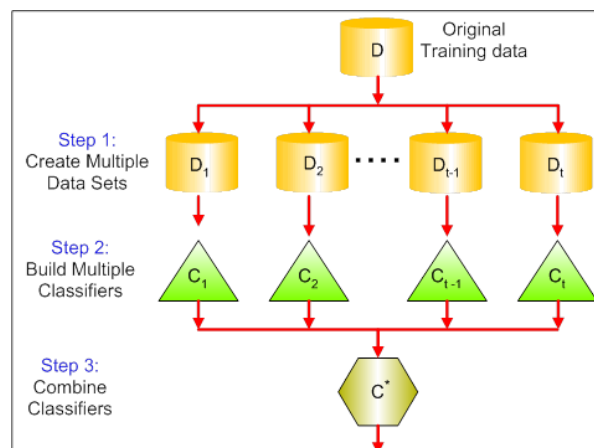 D
Original
Training data
Step 1:
Create Multiple
Data Sets
D1
D2
....
Dt-1
Dt
Step 2:
Build Multiple
Classifiers
C1
C2
Ct-1
Ct
Step 3:
Combine
Classifiers
C*